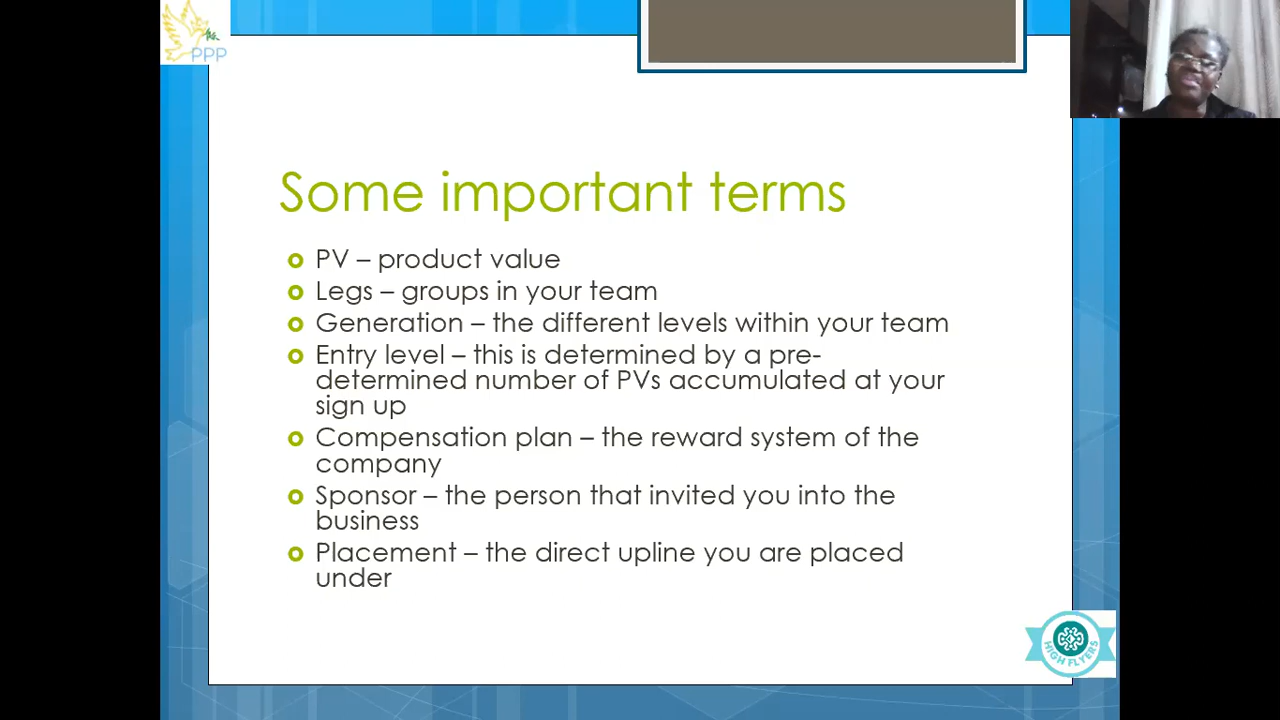 PPP
Some important terms
PV – product value
Legs – groups in your team
Generation – the different levels within your team
Entry level – this is determined by a pre-
determined number of PVs accumulated at your
sign up
Compensation plan – the reward system of the
company
Sponsor – the person that invited you into the
business
Placement – the direct upline you are placed
under
HIGH FLYERS